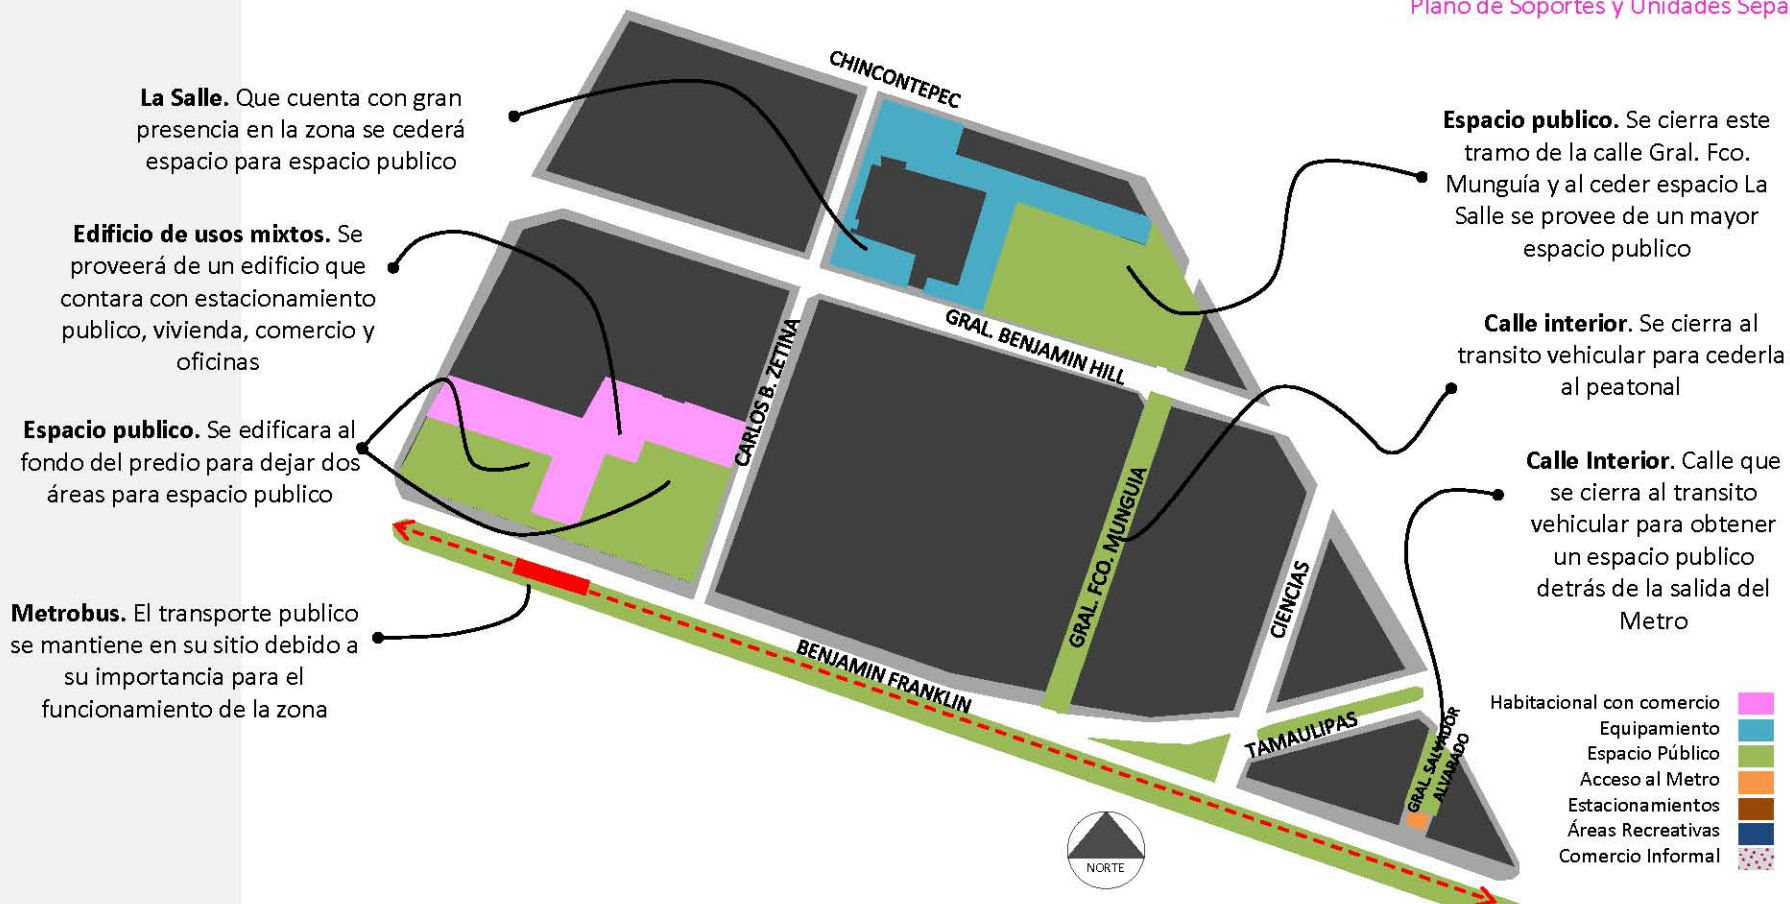 Plano de Soportes y Unidades Sepa
La Salle. Que cuenta con gran
presencia en la zona se cederá
espacio para espacio publico
Edificio de usos mixtos. Se
proveerá de un edificio que
contara con estacionamiento
publico, vivienda, comercio y
oficinas
Espacio publico. Se edificara al
fondo del predio para dejar dos
áreas para espacio publico
Metrobus. El transporte publico
se mantiene en su sitio debido a
su importancia para el
funcionamiento de la zona
CHINCONTEPEC
GRAL. BENJAMIN HILL
CARLOS B. ZETINA
GRAL. FCO. MUNGUIA
CIENCIAS
BENJAMIN FRANKLIN
TAMAULIPAS
GRAL. SALVADOR
ALVARADO
NORTE
Espacio publico. Se cierra este
tramo de la calle Gral. Fco.
Munguía y al ceder espacio La
Salle se provee de un mayor
espacio publico
Calle interior. Se cierra al
transito vehicular para cederla
al peatonal
Calle Interior. Calle que
se cierra al transito
vehicular para obtener
un espacio publico
detrás de la salida del
Metro
Habitacional con comercio
Equipamiento
Espacio Público
Acceso al Metro
Estacionamientos
Áreas Recreativas
Comercio Informal